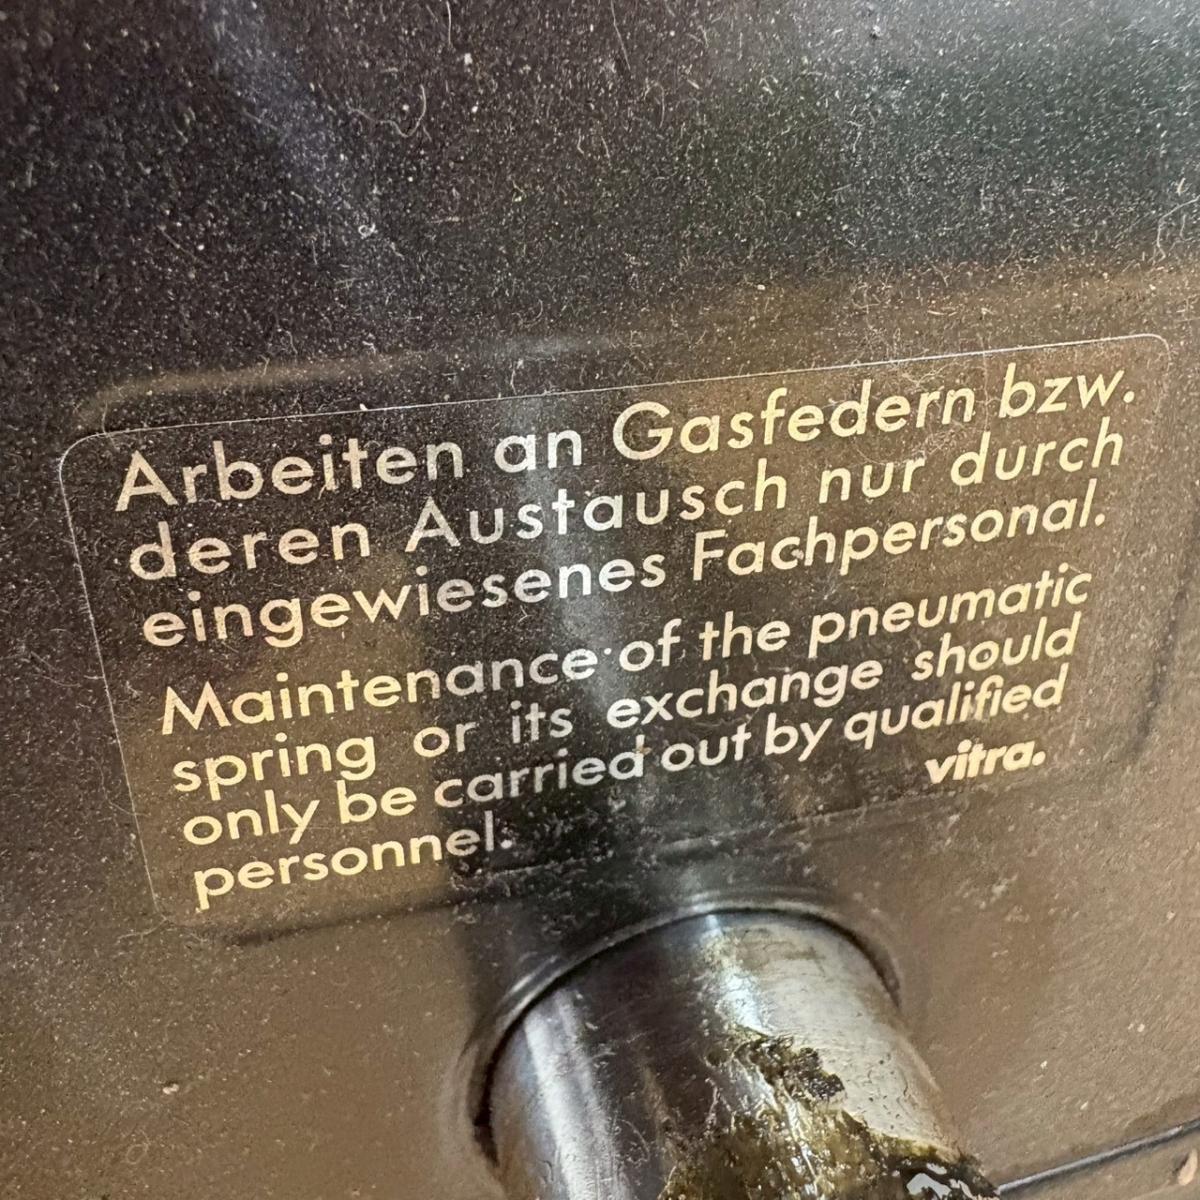 Arbeiten an Gasfedern bzw.
deren Austausch nur durch
eingewiesenes Fachpersonal.
Maintenance of the pneumatic
spring or its exchange should
only be carried out by qualified
personnel.
vitra.